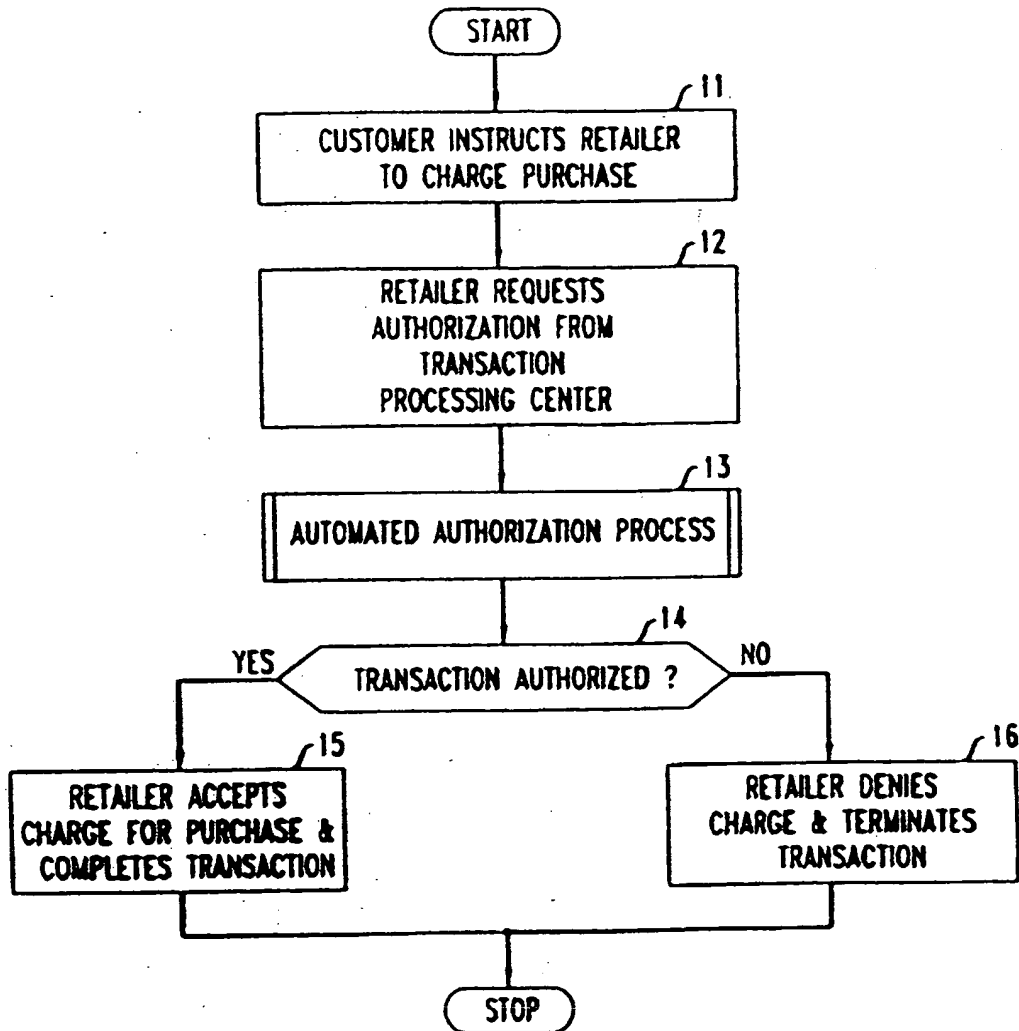 START
11
CUSTOMER INSTRUCTS RETAILER
TO CHARGE PURCHASE
12
RETAILER REQUESTS
AUTHORIZATION FROM
TRANSACTION
PROCESSING CENTER
13
AUTOMATED AUTHORIZATION PROCESS
14
YES
TRANSACTION AUTHORIZED ?
NO
15
RETAILER ACCEPTS
CHARGE FOR PURCHASE &
COMPLETES TRANSACTION
16
RETAILER DENIES
CHARGE & TERMINATES
TRANSACTION
STOP